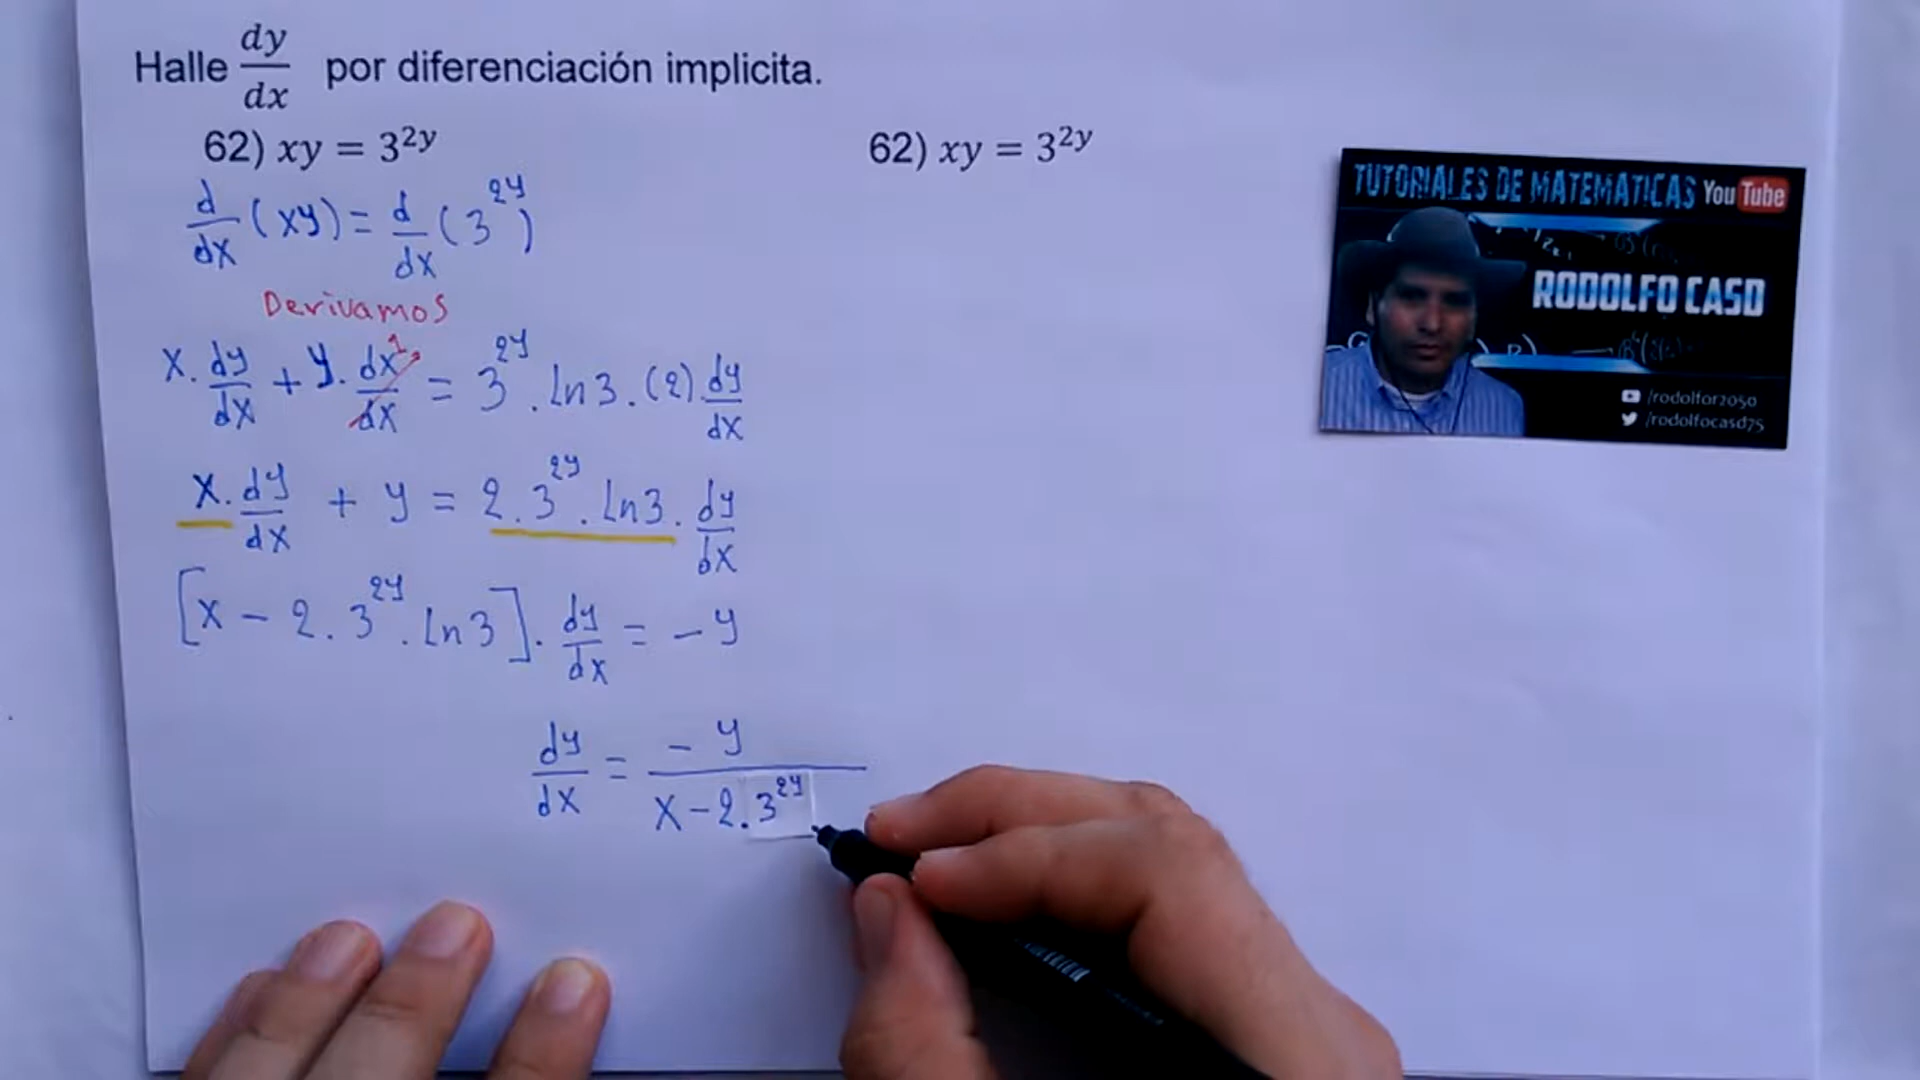 Halle dy/dx por diferenciación implicita.
62) xy = 3^{2y}
d/dx (xy) = d/dx (3^{2y})
Derivamos
x. dy/dx + y. dx/dx ^1 = 3^{2y} . ln3 . (2) . dy/dx
x. dy/dx + y = 2 . 3^{2y} . ln3 . dy/dx
[x - 2 . 3^{2y} . ln3] . dy/dx = - y
dy/dx = - y / x - 2 . 3^{2y}
62) xy = 3^{2y}
TUTORIALES DE MATEMATICAS YouTube
RODOLFO CASD
/rodolfor2050
/rodolfocasd75